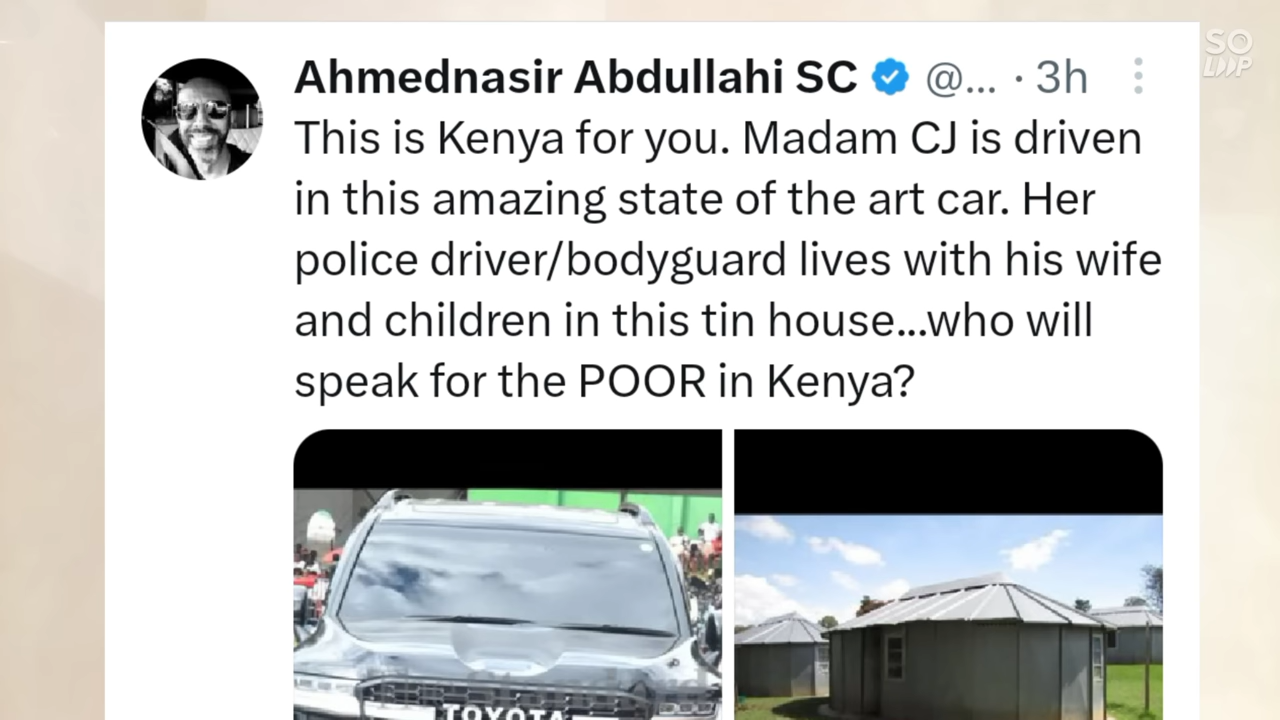 SO
LOOP
Ahmednasir Abdullahi SC @... · 3h
This is Kenya for you. Madam CJ is driven
in this amazing state of the art car. Her
police driver/bodyguard lives with his wife
and children in this tin house...who will
speak for the POOR in Kenya?
TOYOTA